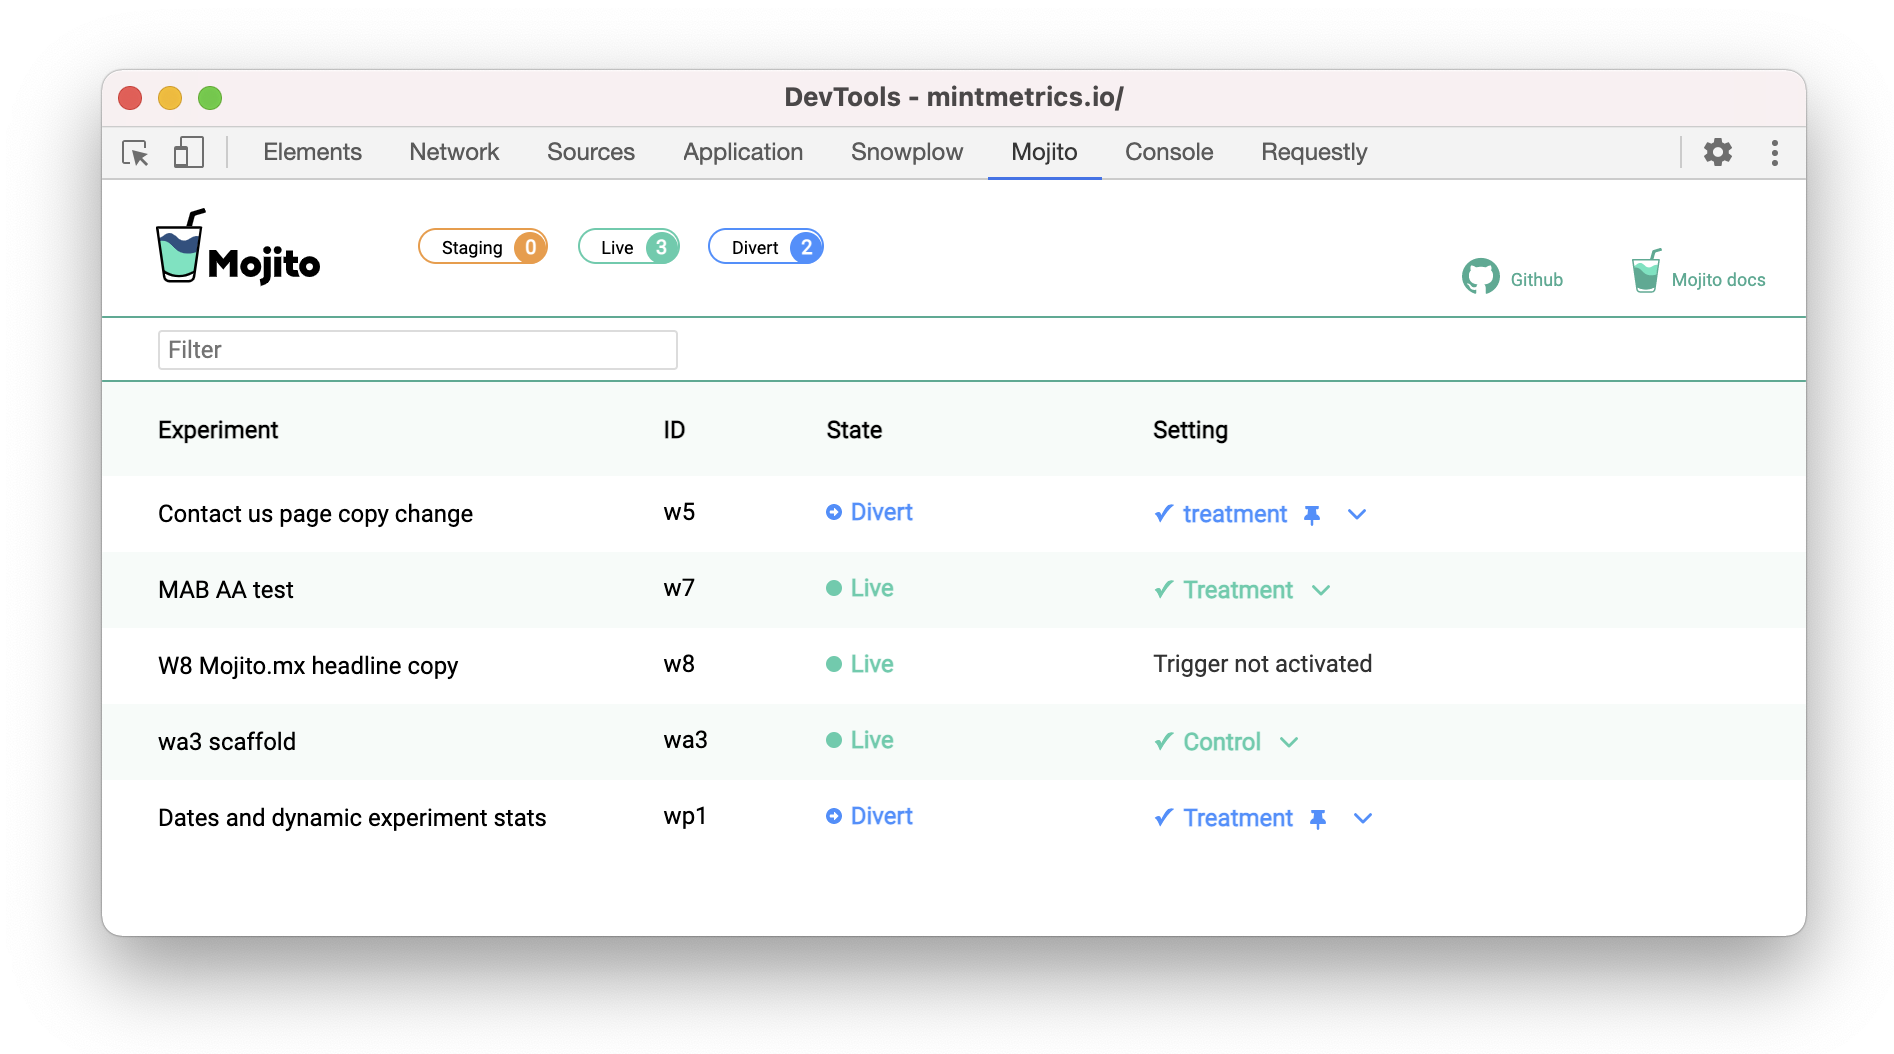 DevTools - mintmetrics.io/
Elements Network Sources Application Snowplow Mojito Console Requestly
Mojito Staging 0 Live 3 Divert 2 Github Mojito docs
Filter
Experiment ID State Setting
Contact us page copy change w5 Divert treatment
MAB AA test w7 Live Treatment
W8 Mojito.mx headline copy w8 Live Trigger not activated
wa3 scaffold wa3 Live Control
Dates and dynamic experiment stats wp1 Divert Treatment